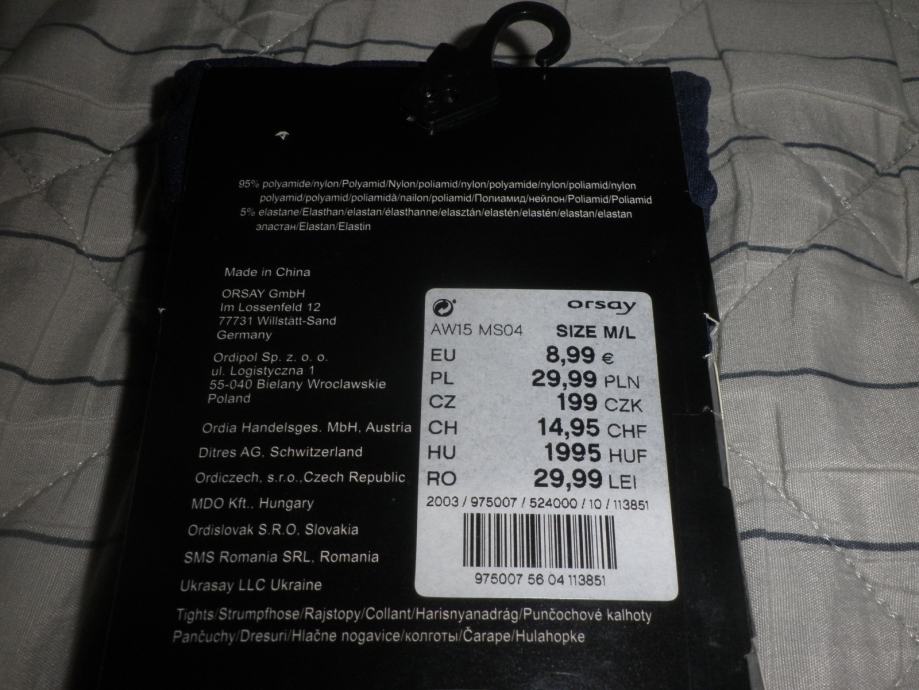 95% polyamide/nylon/Polyamid/Nylon/poliamid/nylon/polyamide/nylon/poliamid/nylon
polyamid/polyamid/poliamidă/nailon/poliamid/Полиамид/нейлон/Poliamid/Poliamid
5% elastane/Elasthan/elastan/élasthanne/elasztán/elastén/elastén/elastan/elastan
эластан/Elastan/Elastin
Made in China
ORSAY GmbH
Im Lossenfeld 12
77731 Willstätt-Sand
Germany
Ordipol Sp. z. o. o.
ul. Logistyczna 1
55-040 Bielany Wroclawskie
Poland
Ordia Handelsges. MbH, Austria
Ditres AG, Schwitzerland
Ordiczech, s.r.o.,Czech Republic
MDO Kft., Hungary
Ordislovak S.R.O, Slovakia
SMS Romania SRL, Romania
Ukrasay LLC Ukraine
Tights/Strumpfhose/Rajstopy/Collant/Harisnyanadrág/Punčochové kalhoty
Pančuchy/Dresuri/Hlačne nogavice/колготы/Čarape/Hulahopke
orsay
AW15 MS04 SIZE M/L
EU 8,99 €
PL 29,99 PLN
CZ 199 CZK
CH 14,95 CHF
HU 1995 HUF
RO 29,99 LEI
2003 / 975007 / 524000 / 10 / 113851
975007 56 04 113851